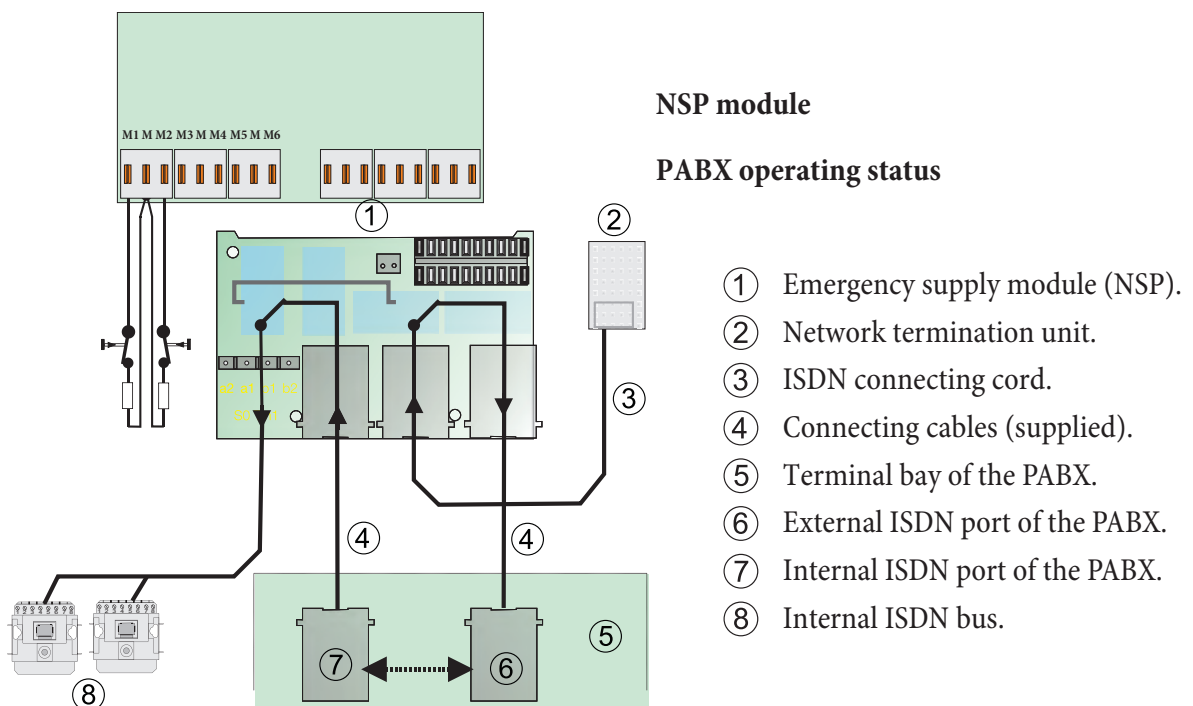 NSP module
PABX operating status
M1 M M2 M3 M M4 M5 M M6
1
2
3
4
4
5
6
7
8
① Emergency supply module (NSP).
② Network termination unit.
③ ISDN connecting cord.
④ Connecting cables (supplied).
⑤ Terminal bay of the PABX.
⑥ External ISDN port of the PABX.
⑦ Internal ISDN port of the PABX.
⑧ Internal ISDN bus.